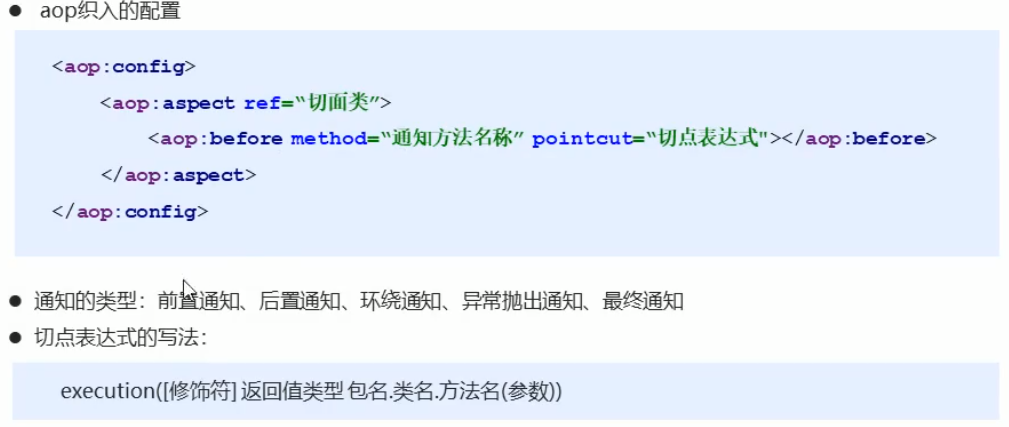 ● aop织入的配置
<aop:config>
<aop:aspect ref=“切面类”>
<aop:before method=“通知方法名称” pointcut=“切点表达式"></aop:before>
</aop:aspect>
</aop:config>
● 通知的类型：前置通知、后置通知、环绕通知、异常抛出通知、最终通知
● 切点表达式的写法：
execution([修饰符] 返回值类型 包名.类名.方法名(参数))